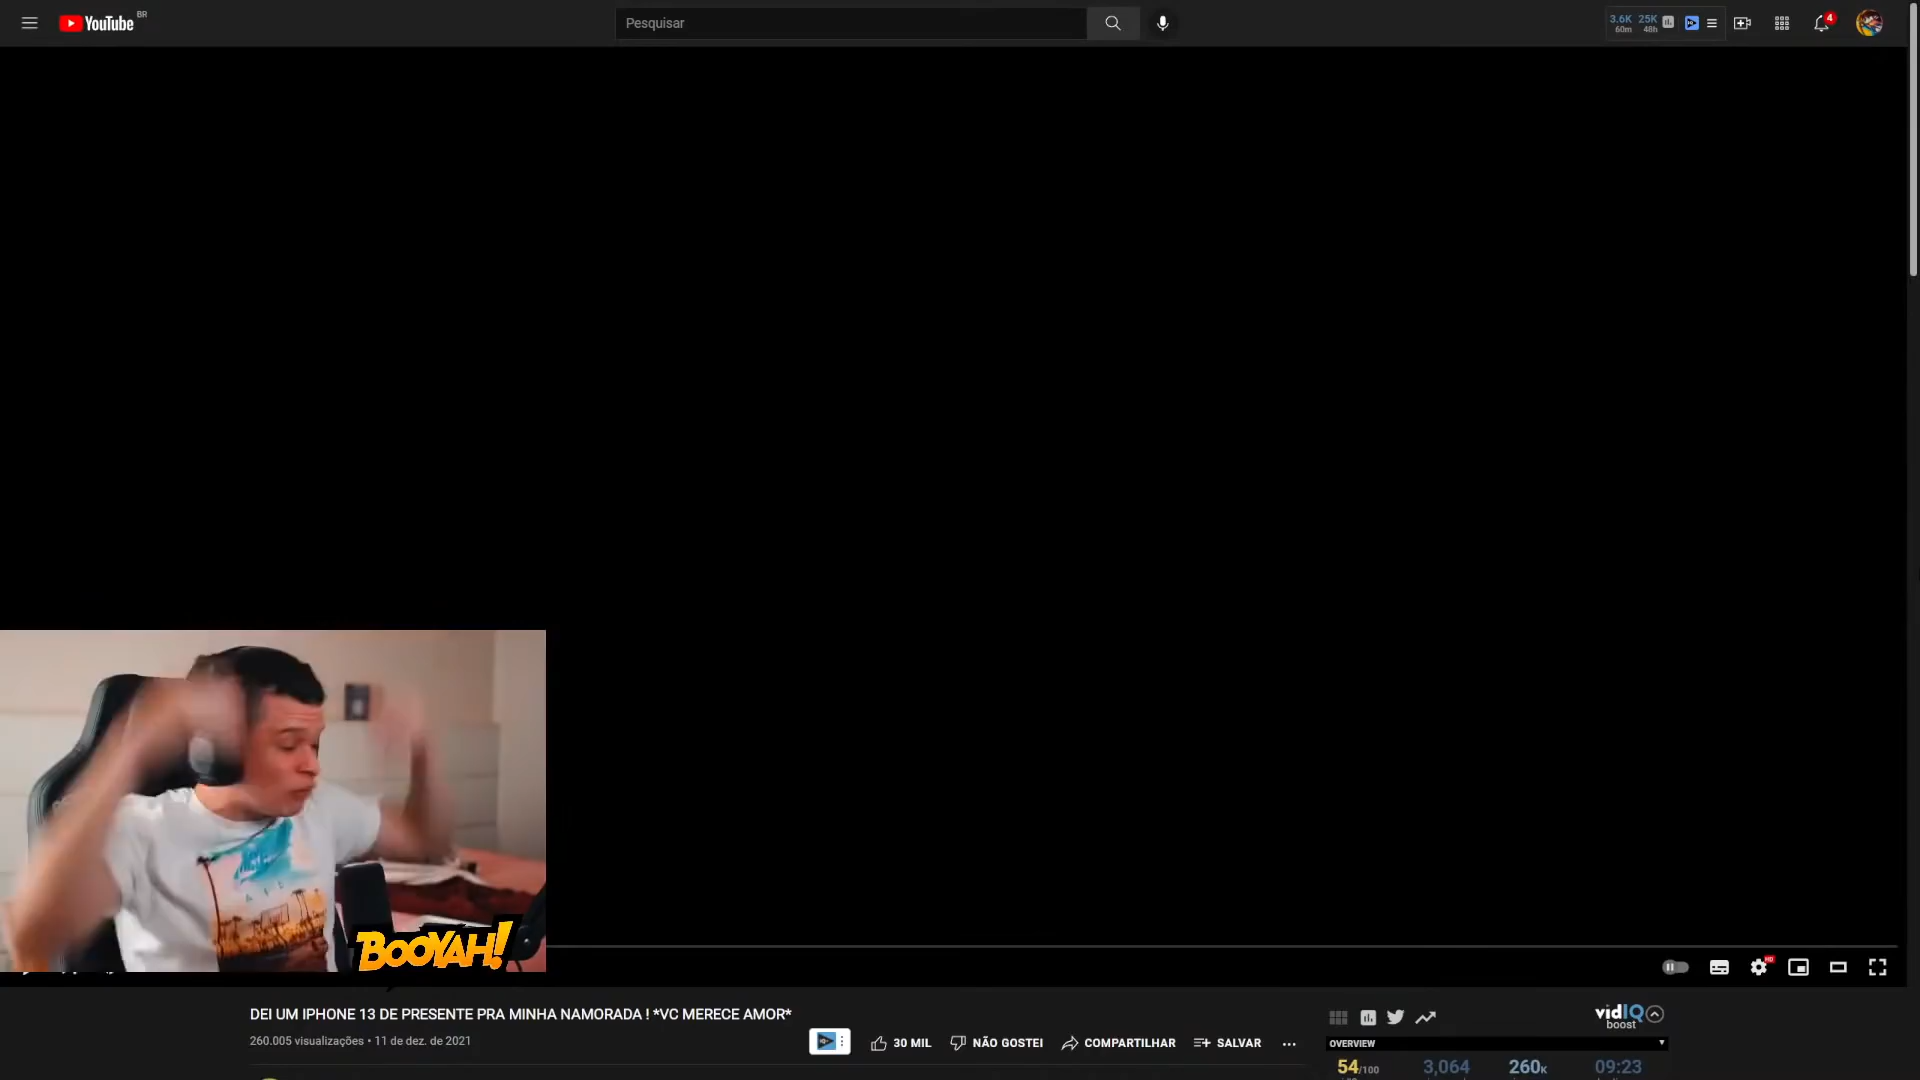 YouTube BR
Pesquisar
3.6K 25K
60m 48h
4
BOOYAH!
HD
DEI UM IPHONE 13 DE PRESENTE PRA MINHA NAMORADA ! *VC MERECE AMOR*
260.005 visualizações • 11 de dez. de 2021
30 MIL NÃO GOSTEI COMPARTILHAR SALVAR
vidIQ
boost
OVERVIEW
54/100 3,064 260K 09:23